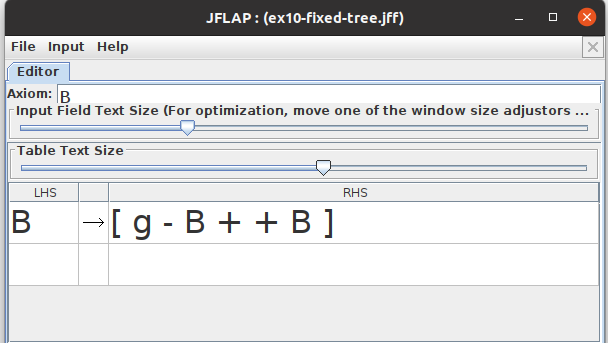 JFLAP : (ex10-fixed-tree.jff)
File Input Help
Editor
Axiom: B
Input Field Text Size (For optimization, move one of the window size adjustors ...
Table Text Size
LHS RHS
B → [ g - B + + B ]